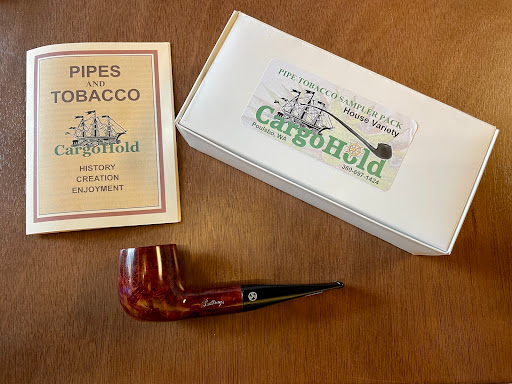 PIPES
AND
TOBACCO
CargoHold
HISTORY
CREATION
ENJOYMENT
PIPE TOBACCO SAMPLER PACK
House Variety
CargoHold
Poulsbo, WA
360-697-1424